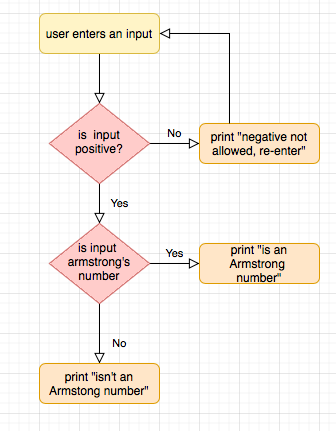 user enters an input
is input
positive?
No
print "negative not
allowed, re-enter"
Yes
is input
armstrong's
number
Yes
print "is an
Armstrong
number"
No
print "isn't an
Armstong number"